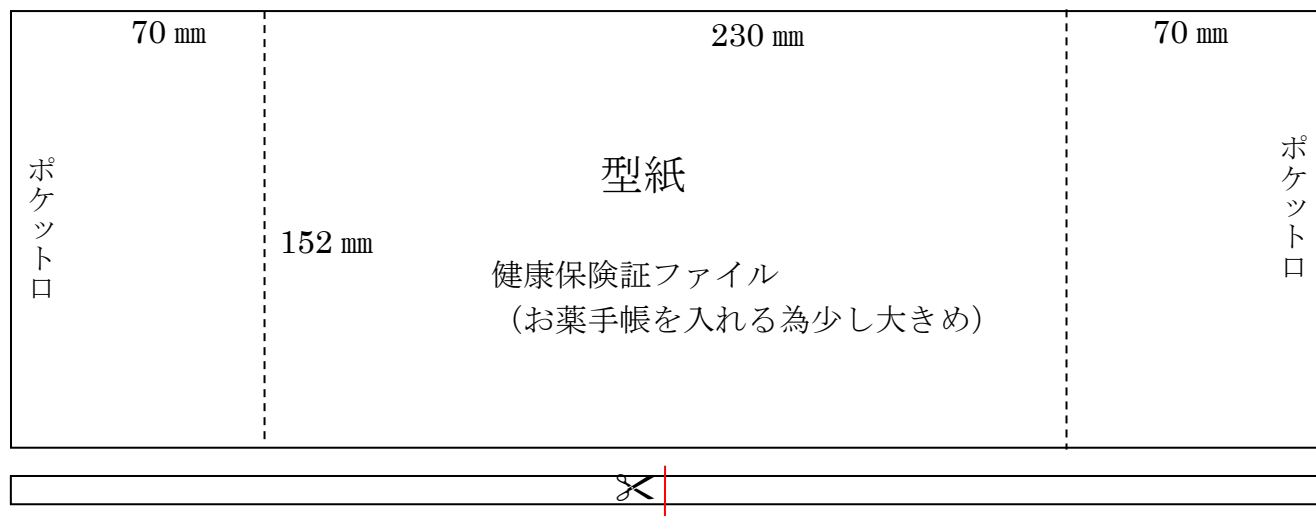 70 ㎜
230 ㎜
70 ㎜
ポケット口
型紙
ポケット口
152 ㎜
健康保険証ファイル
（お薬手帳を入れる為少し大きめ）